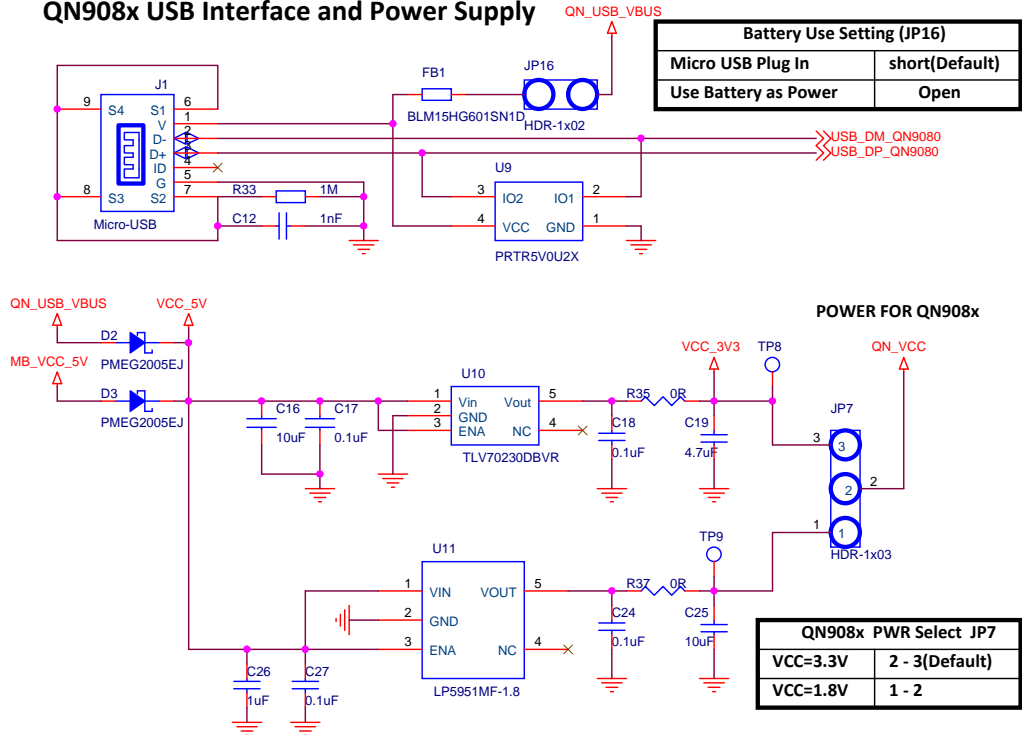 QN908x USB Interface and Power Supply
QN_USB_VBUS
Battery Use Setting (JP16)
Micro USB Plug In short(Default)
Use Battery as Power Open
J1
FB1
JP16
BLM15HG601SN1D
HDR-1x02
9 S4 S1 6
V 1
D- 2
D+ 3
ID 4
G 5
8 S3 S2 7
Micro-USB
R33 1M
C12 1nF
USB_DM_QN9080
USB_DP_QN9080
U9
3 IO2 IO1 2
4 VCC GND 1
PRTR5V0U2X
QN_USB_VBUS
VCC_5V
D2
PMEG2005EJ
MB_VCC_5V
D3
PMEG2005EJ
POWER FOR QN908x
VCC_3V3
TP8
QN_VCC
U10
1 Vin Vout 5
2 GND
3 ENA NC 4
TLV70230DBVR
C16
10uF
C17
0.1uF
R35 0R
C18
0.1uF
C19
4.7uF
JP7
3 3
2 2
1 1
HDR-1x03
U11
1 VIN VOUT 5
2 GND
3 ENA NC 4
LP5951MF-1.8
TP9
R37 0R
C24
0.1uF
C25
10uF
C26
1uF
C27
0.1uF
QN908x PWR Select JP7
VCC=3.3V 2 - 3(Default)
VCC=1.8V 1 - 2